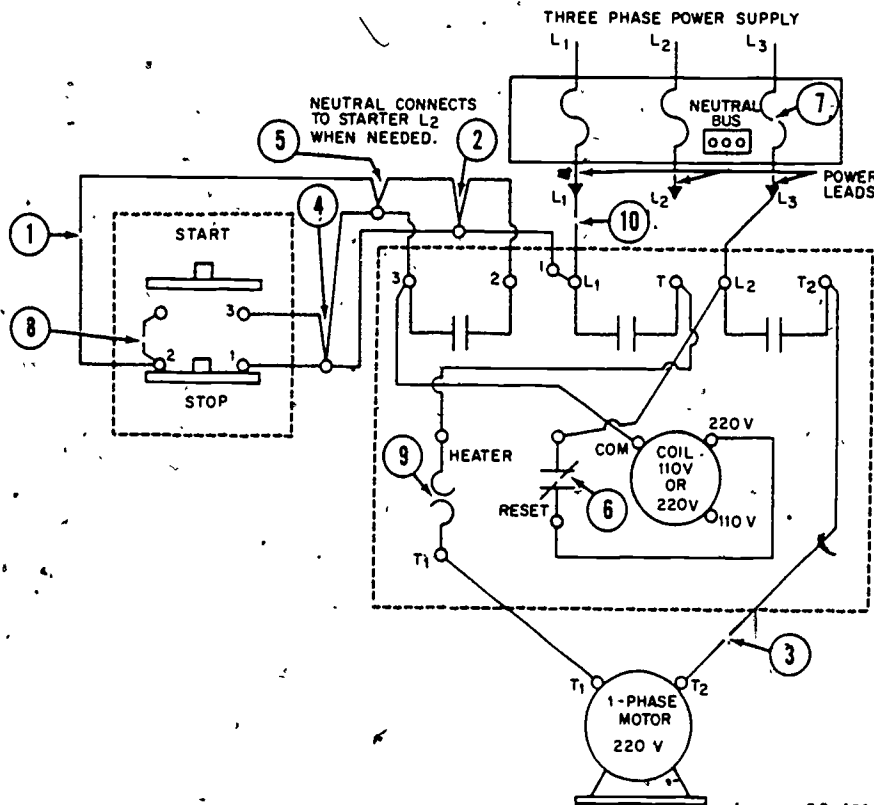 THREE PHASE POWER SUPPLY
L1 L2 L3
NEUTRAL CONNECTS
TO STARTER L2
WHEN NEEDED.
NEUTRAL
BUS
7
5
2
POWER
LEADS
L1 L2 L3
10
4
1
START
3 2 1 L1 T L2 T2
3
8
2 1
STOP
220 V
COM
COIL
110V
OR
220V
110 V
HEATER
9
RESET
6
T1
3
T1 T2
1-PHASE
MOTOR
220 V